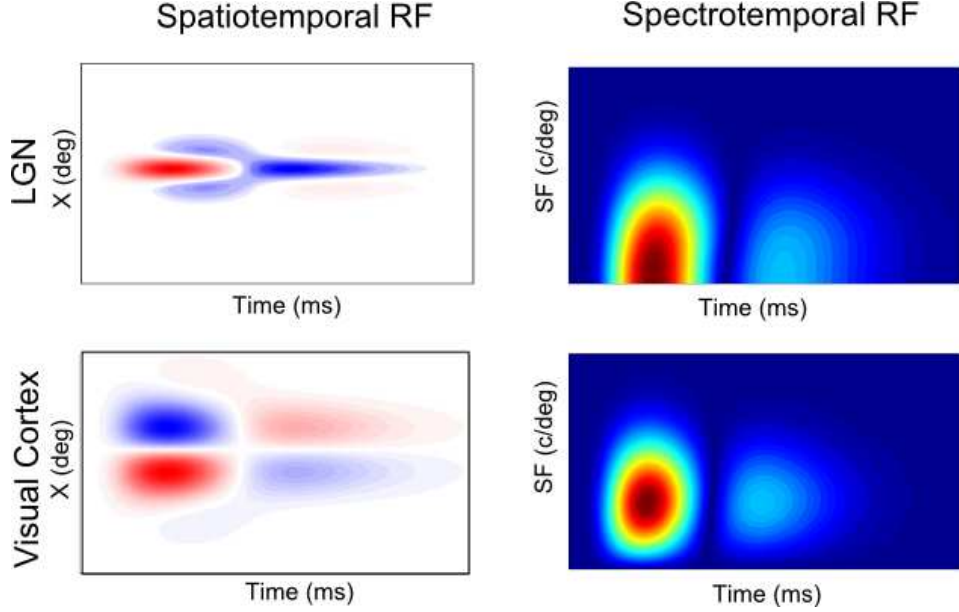 Spatiotemporal RF
Spectrotemporal RF
LGN
X (deg)
Time (ms)
SF (c/deg)
Time (ms)
Visual Cortex
X (deg)
Time (ms)
SF (c/deg)
Time (ms)